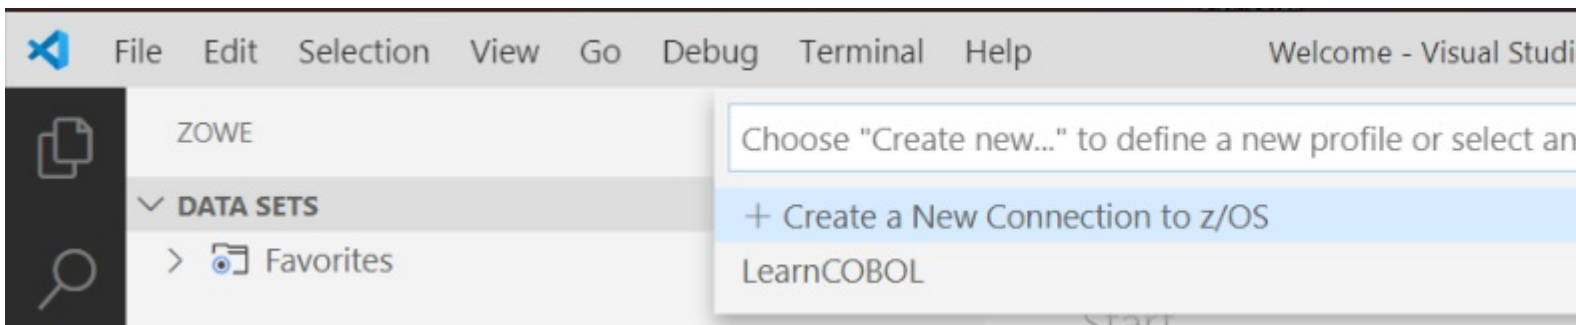 File Edit Selection View Go Debug Terminal Help Welcome - Visual Studi
ZOWE
Choose "Create new..." to define a new profile or select an
DATA SETS
+ Create a New Connection to z/OS
Favorites
LearnCOBOL
Start